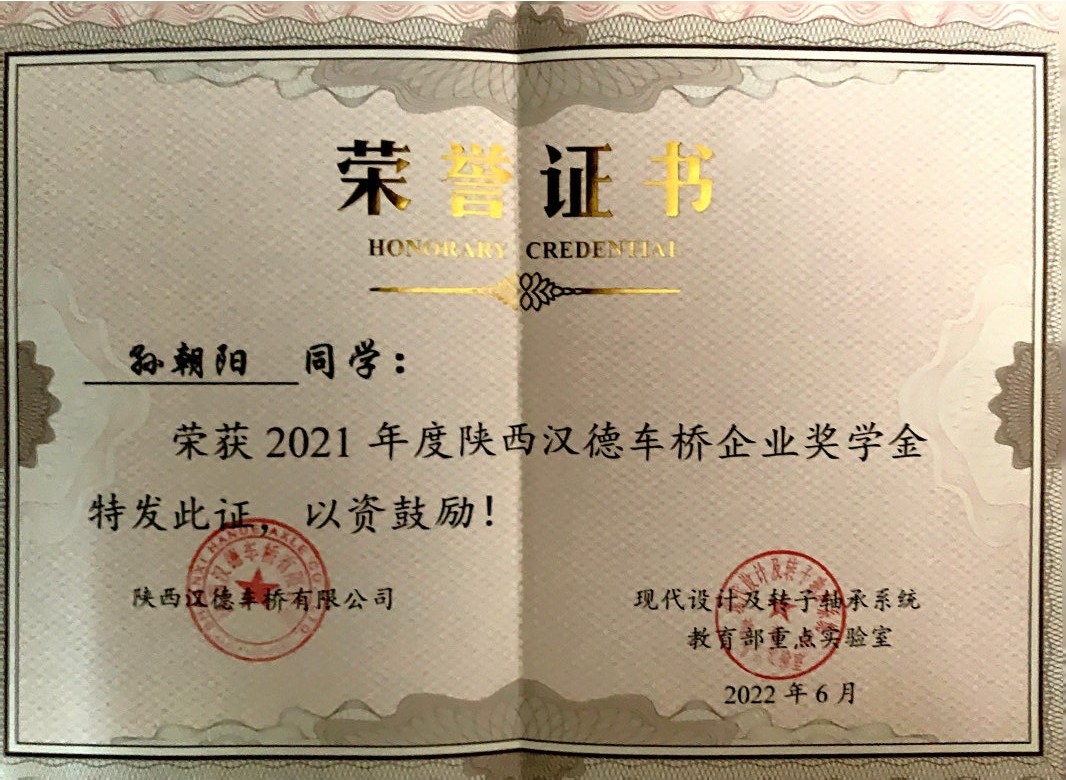 荣誉证书
HONORARY CREDENTIAL
孙朝阳 同学：
荣获2021年度陕西汉德车桥企业奖学金
特发此证，以资鼓励！
陕西汉德车桥有限公司
现代设计及转子轴承系统
教育部重点实验室
2022年6月